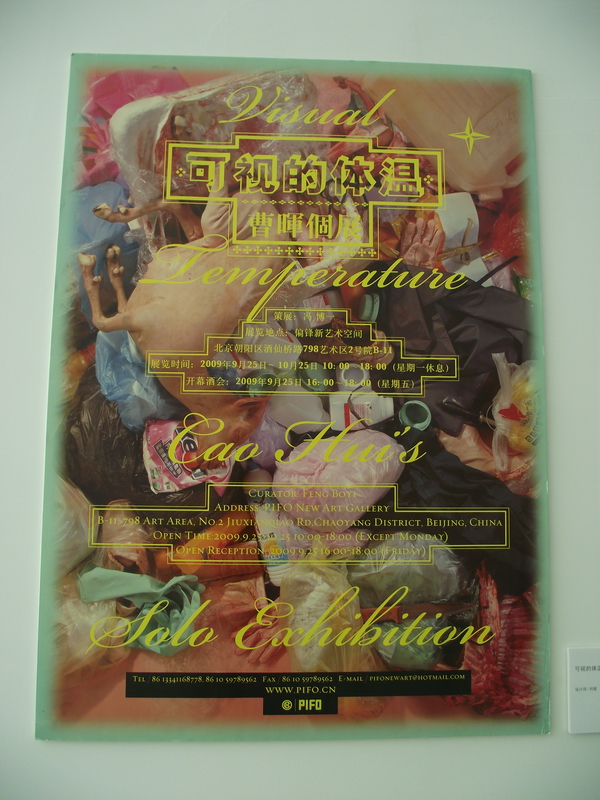 Visual
可视的体温
曹暉個展
Temperature
策展：冯博一
展览地点：偏锋新艺术空间
北京朝阳区酒仙桥路798艺术区2号院B-11
展览时间：2009年9月25日～10月25日 10:00-18:00（星期一休息）
开幕酒会：2009年9月25日 16:00-18:00（星期五）
Cao Hui's
Curator: Feng Boyi
Address: PIFO New Art Gallery
B-11, 798 Art Area, No.2 Jiuxianqiao Rd, Chaoyang District, Beijing, China
Open Time: 2009.9.25-10.25 10:00-18:00 (Except Monday)
Open Reception: 2009.9.25 16:00-18:00 (Friday)
Solo Exhibition
Tel / 86 13341168778, 86 10 59789562 Fax / 86 10 59789562 E-mail / pifonewart@hotmail.com
www.pifo.cn
PIFO
可视的体温